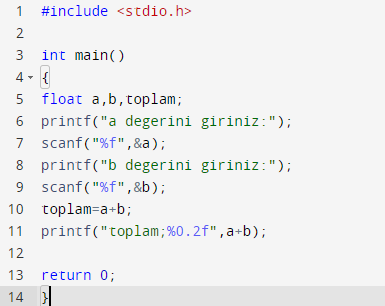 1 #include <stdio.h>
2
3 int main()
4 {
5 float a,b,toplam;
6 printf("a degerini giriniz:");
7 scanf("%f",&a);
8 printf("b degerini giriniz:");
9 scanf("%f",&b);
10 toplam=a+b;
11 printf("toplam;%0.2f",a+b);
12
13 return 0;
14 }